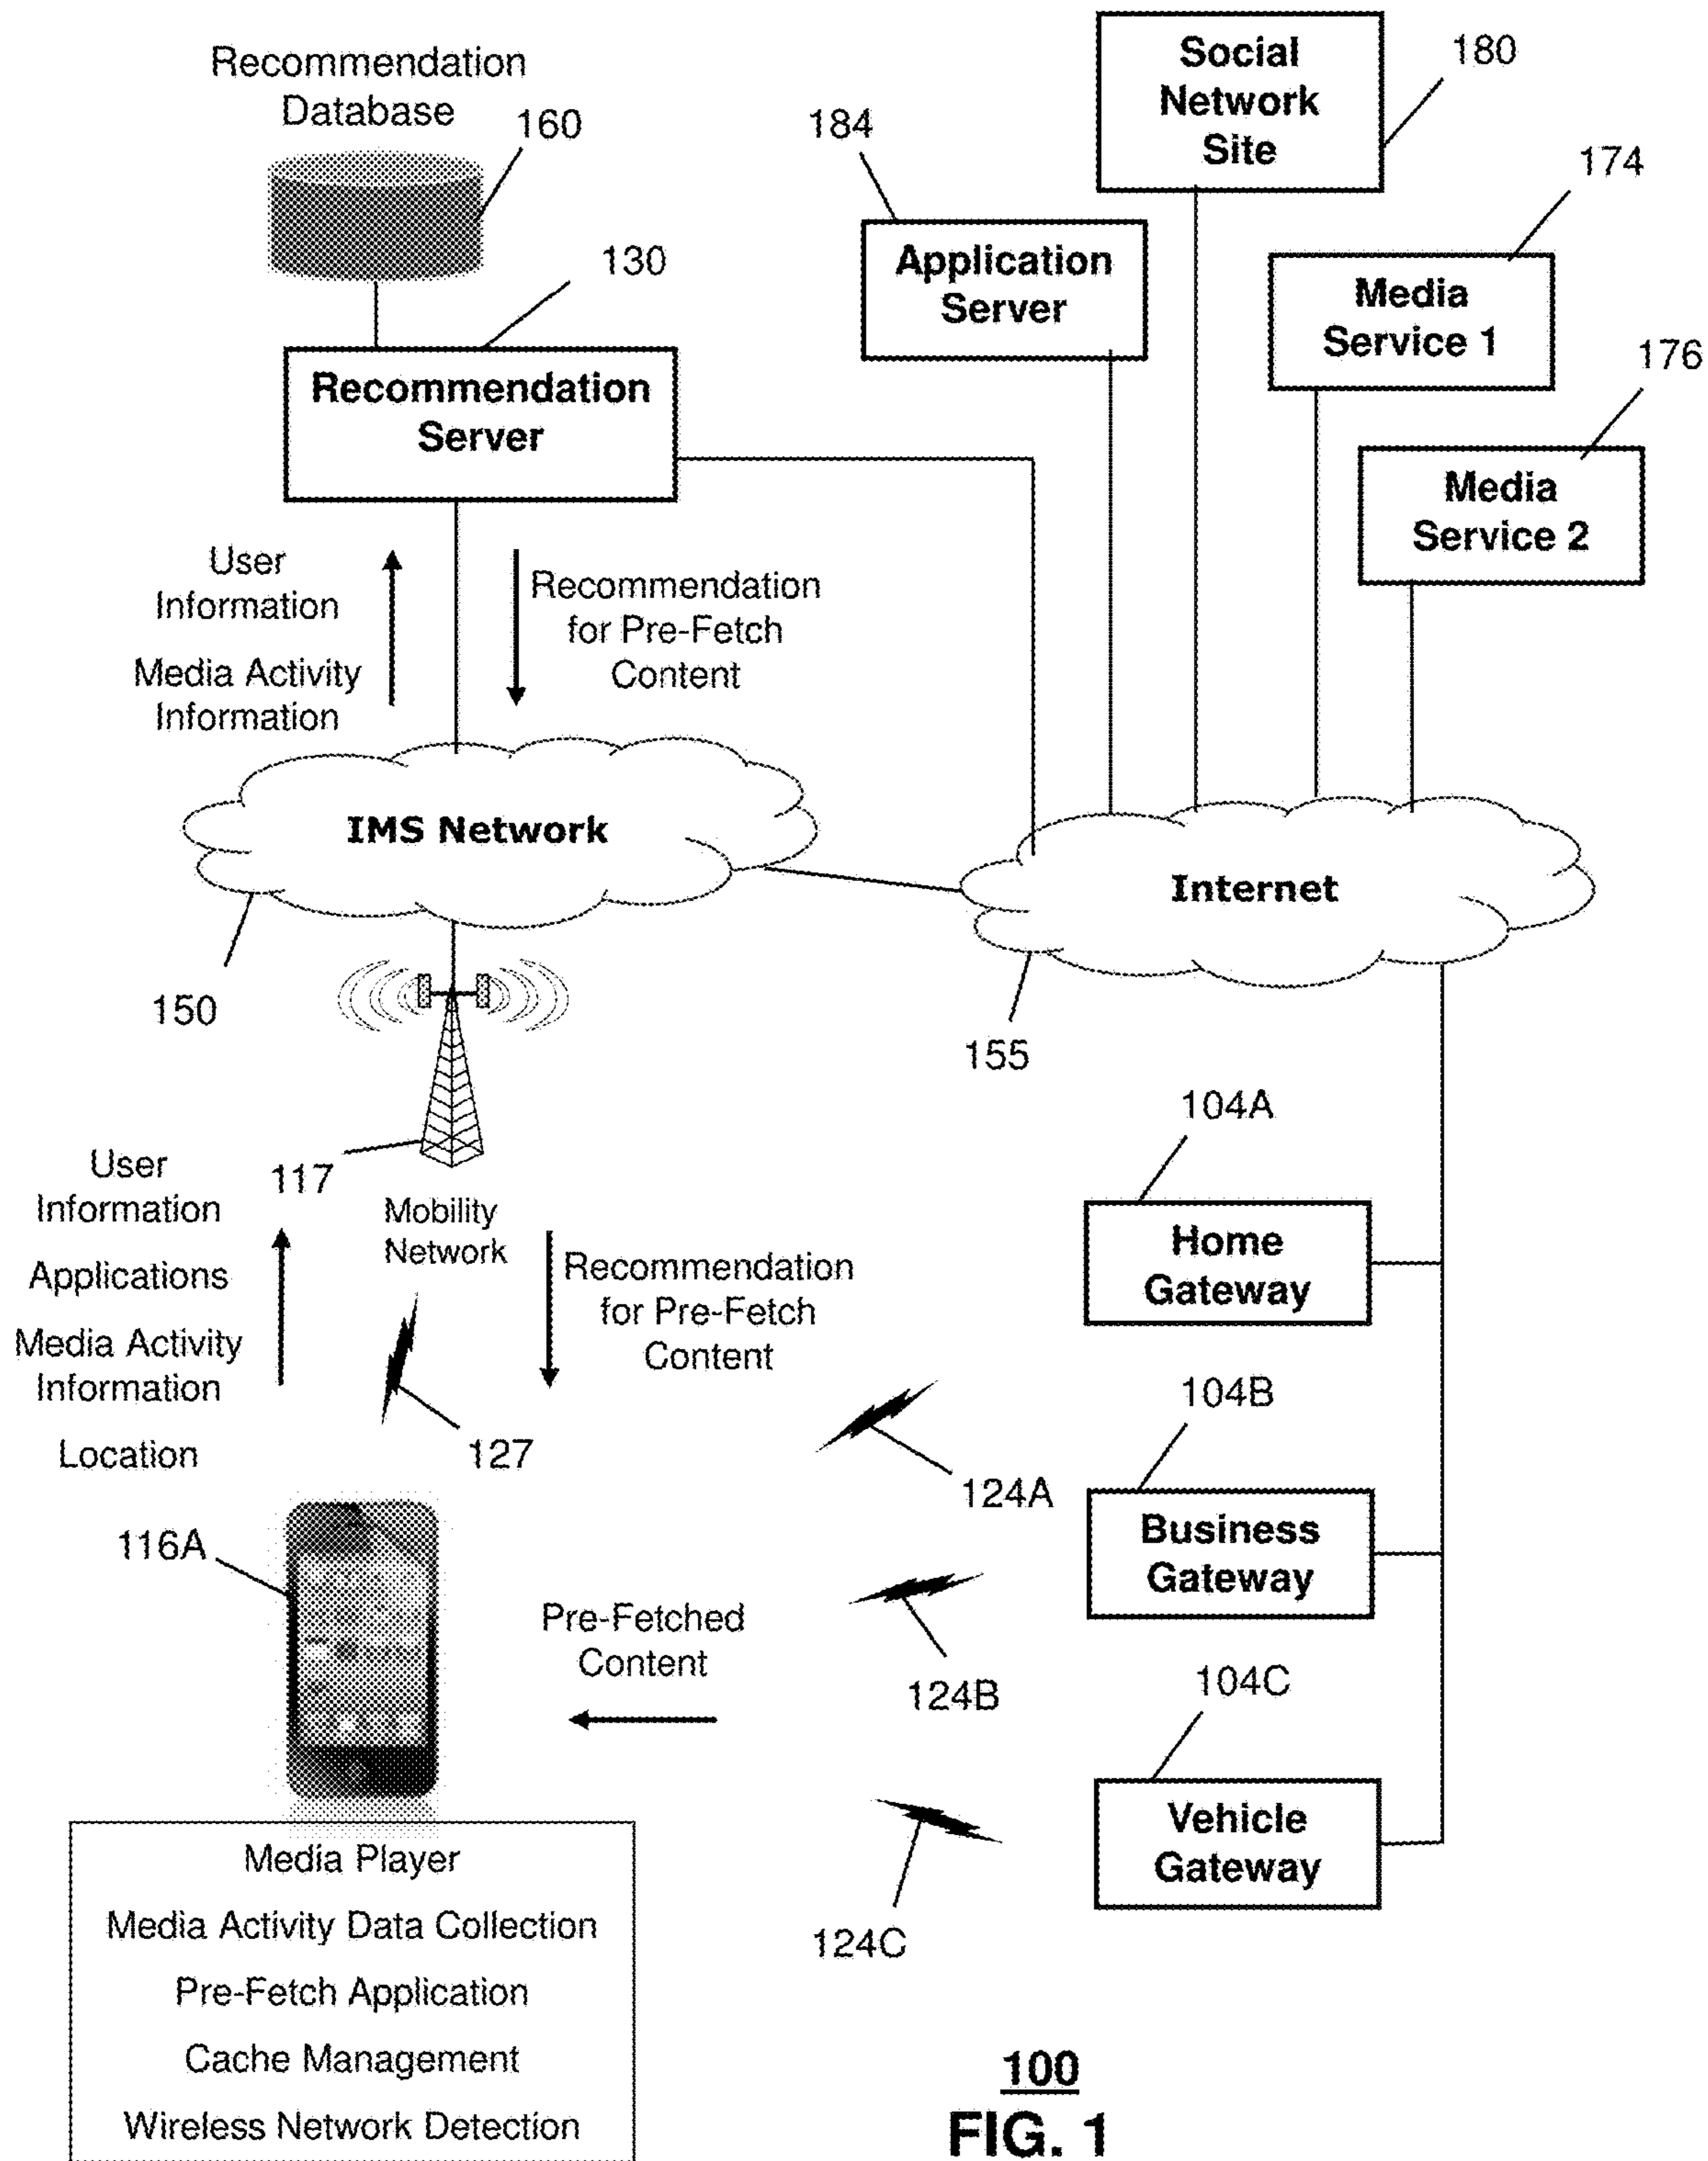 Recommendation
Database
160
184
Social
Network
Site
180
174
130
Application
Server
Media
Service 1
176
Recommendation
Server
Media
Service 2
User
Information
Media Activity
Information
Recommendation
for Pre-Fetch
Content
IMS Network
Internet
150
155
104A
117
User
Information
Applications
Media Activity
Information
Location
Mobility
Network
Recommendation
for Pre-Fetch
Content
Home
Gateway
104B
127
124A
116A
Business
Gateway
Pre-Fetched
Content
124B
104C
Vehicle
Gateway
124C
Media Player
Media Activity Data Collection
Pre-Fetch Application
Cache Management
Wireless Network Detection
100
FIG. 1